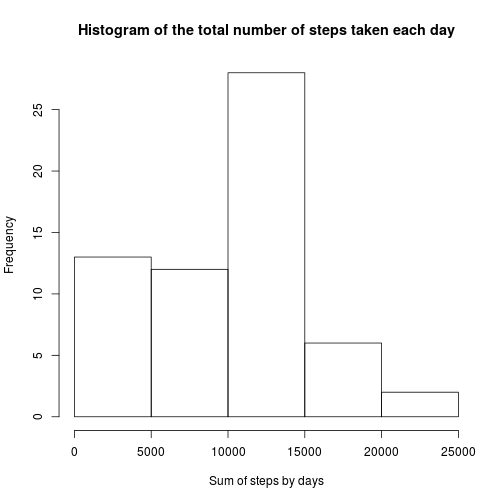 Histogram of the total number of steps taken each day
Frequency
25
20
15
10
5
0
0 5000 10000 15000 20000 25000
Sum of steps by days